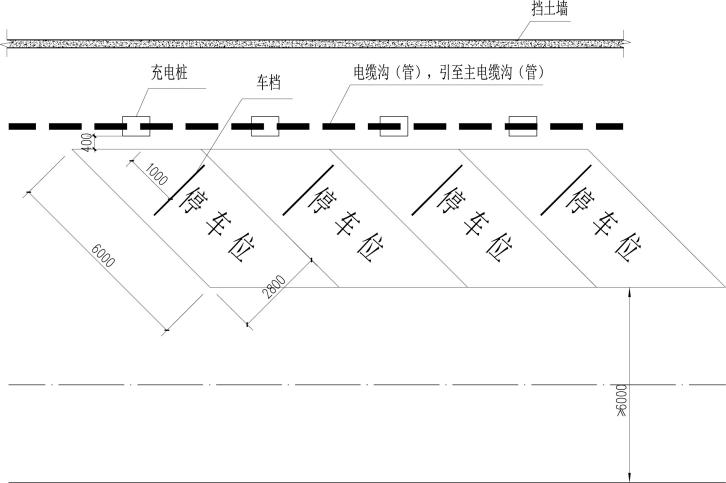 挡土墙
充电桩
车档
电缆沟（管），引至主电缆沟（管）
400
1000
停车位
停车位
停车位
停车位
6000
2800
≥6000